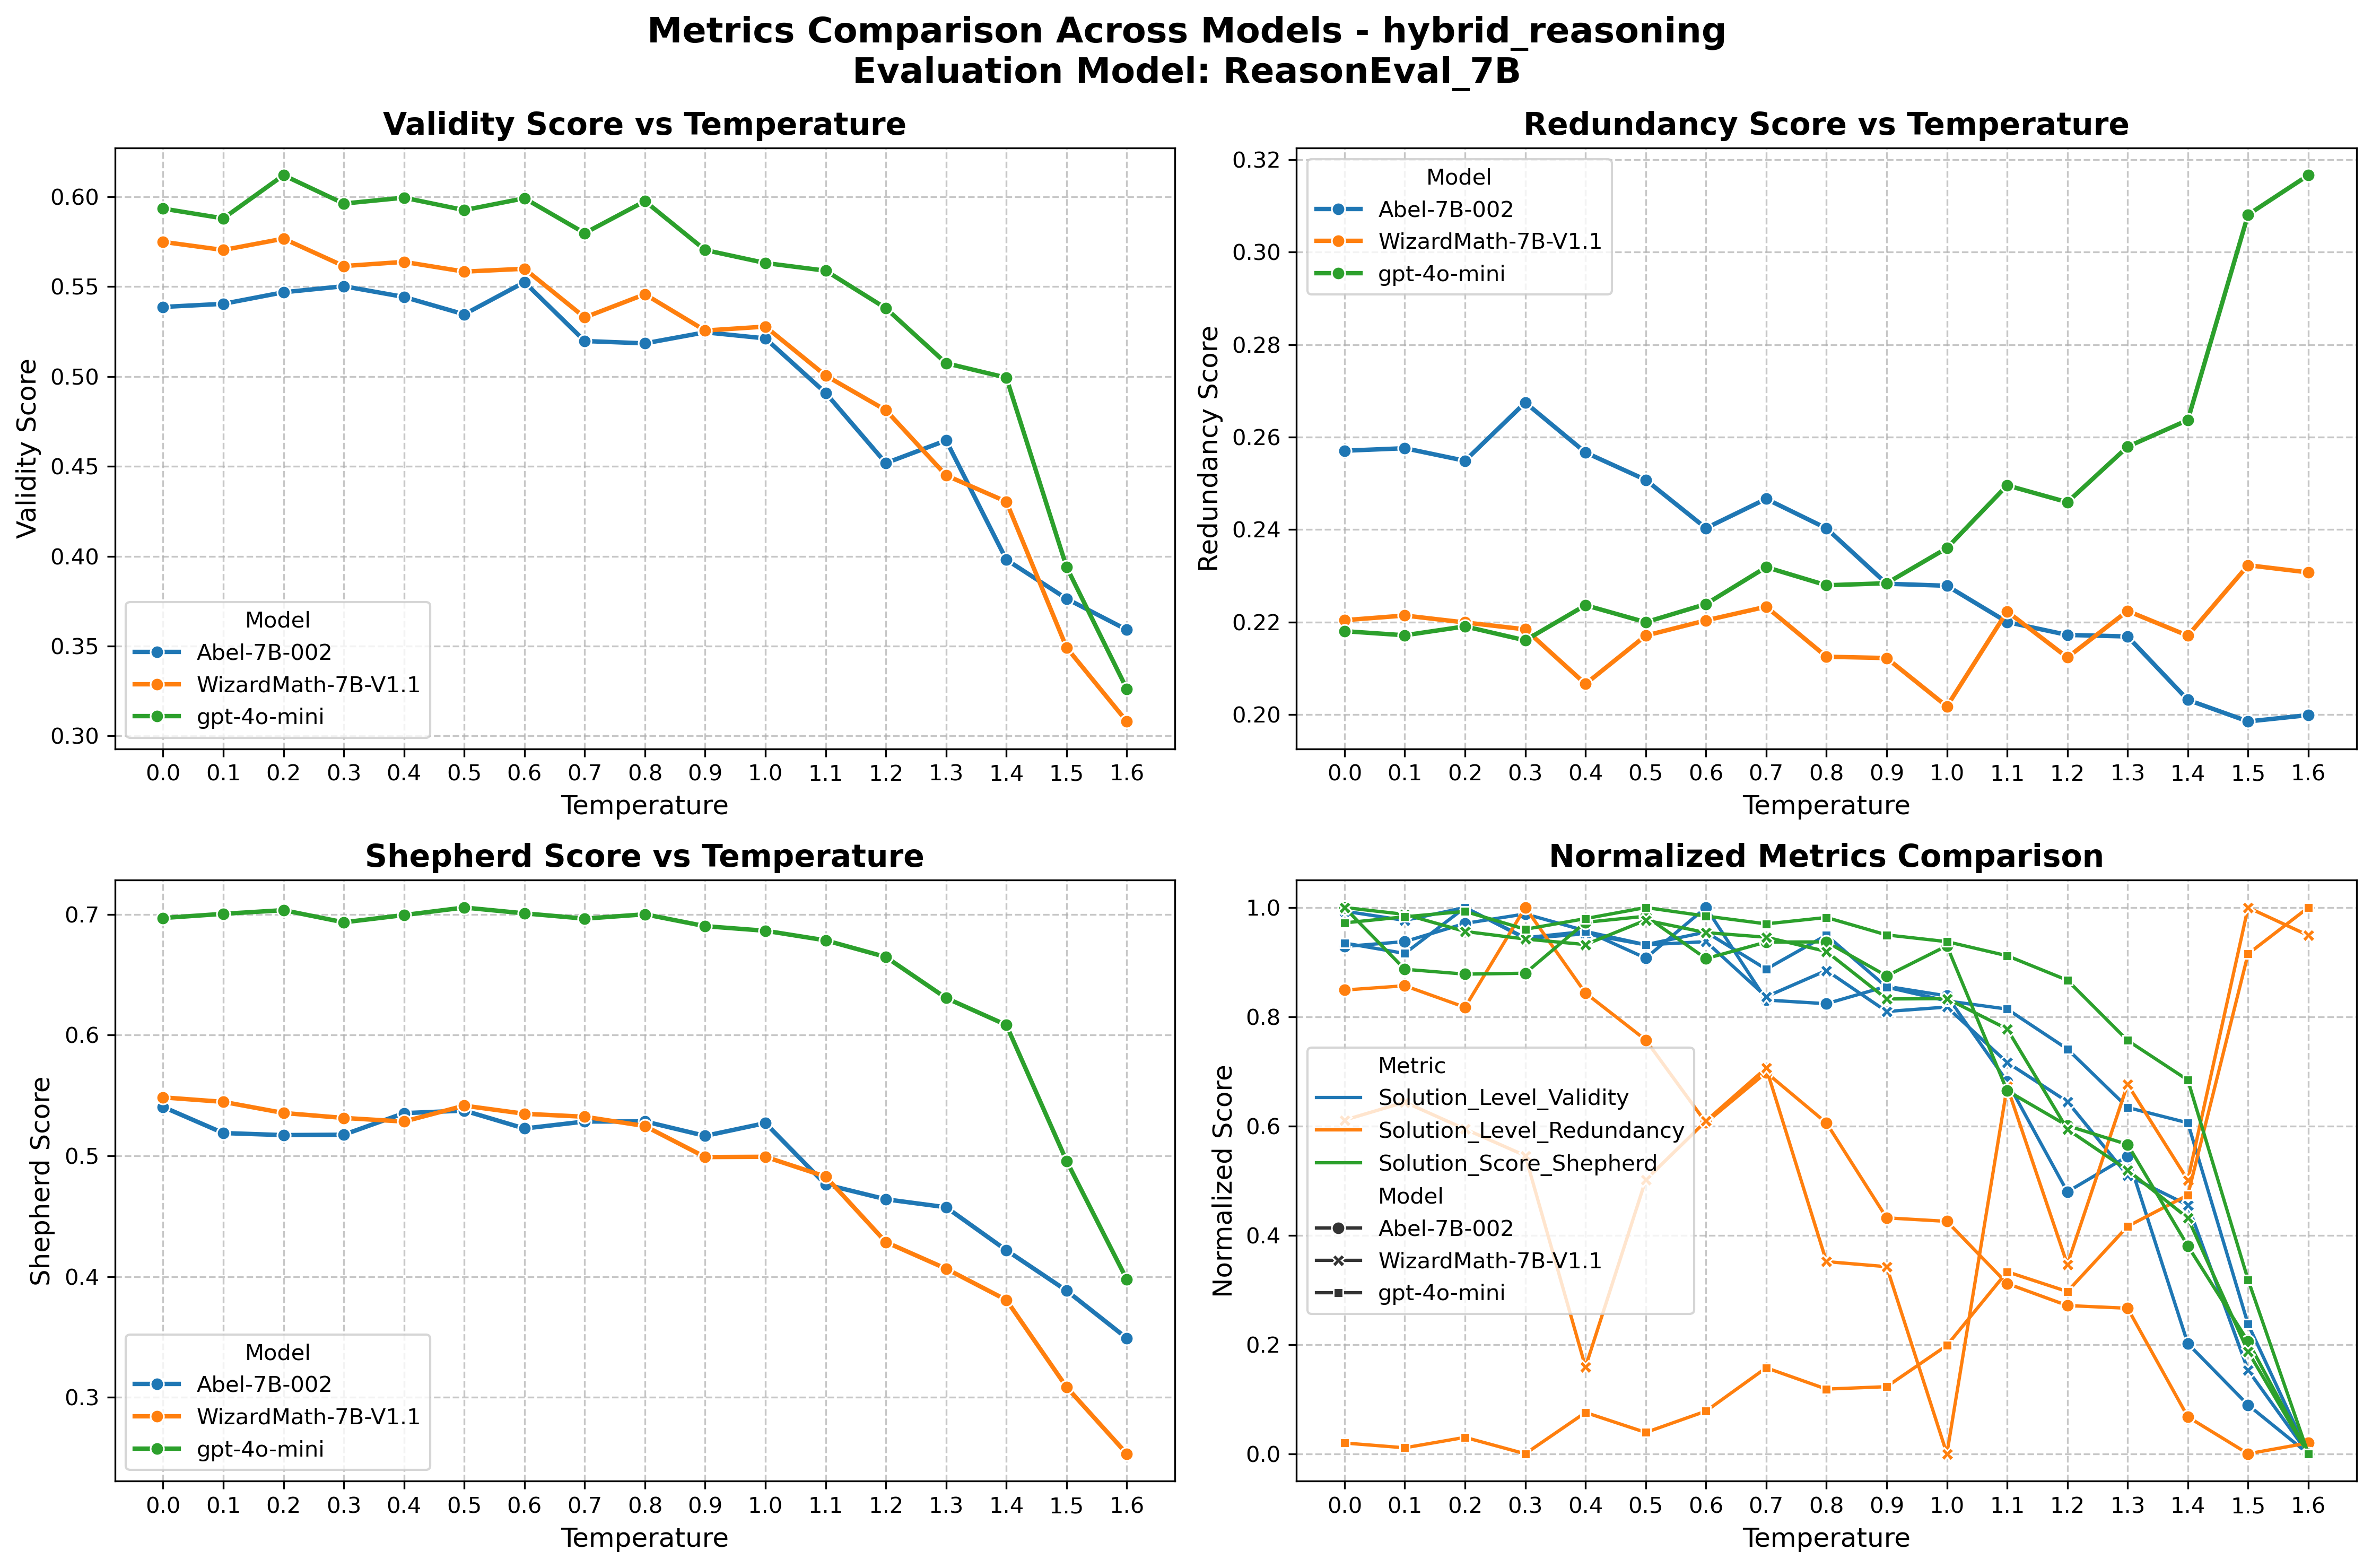 Metrics Comparison Across Models - hybrid_reasoning
Evaluation Model: ReasonEval_7B
Validity Score vs Temperature
Validity Score
0.60
0.55
0.50
0.45
0.40
0.35
0.30
Model
Abel-7B-002
WizardMath-7B-V1.1
gpt-4o-mini
0.0 0.1 0.2 0.3 0.4 0.5 0.6 0.7 0.8 0.9 1.0 1.1 1.2 1.3 1.4 1.5 1.6
Temperature
Redundancy Score vs Temperature
Redundancy Score
0.32
0.30
0.28
0.26
0.24
0.22
0.20
Model
Abel-7B-002
WizardMath-7B-V1.1
gpt-4o-mini
0.0 0.1 0.2 0.3 0.4 0.5 0.6 0.7 0.8 0.9 1.0 1.1 1.2 1.3 1.4 1.5 1.6
Temperature
Shepherd Score vs Temperature
Shepherd Score
0.7
0.6
0.5
0.4
0.3
Model
Abel-7B-002
WizardMath-7B-V1.1
gpt-4o-mini
0.0 0.1 0.2 0.3 0.4 0.5 0.6 0.7 0.8 0.9 1.0 1.1 1.2 1.3 1.4 1.5 1.6
Temperature
Normalized Metrics Comparison
Normalized Score
1.0
0.8
0.6
0.4
0.2
0.0
Metric
Solution_Level_Validity
Solution_Level_Redundancy
Solution_Score_Shepherd
Model
Abel-7B-002
WizardMath-7B-V1.1
gpt-4o-mini
0.0 0.1 0.2 0.3 0.4 0.5 0.6 0.7 0.8 0.9 1.0 1.1 1.2 1.3 1.4 1.5 1.6
Temperature